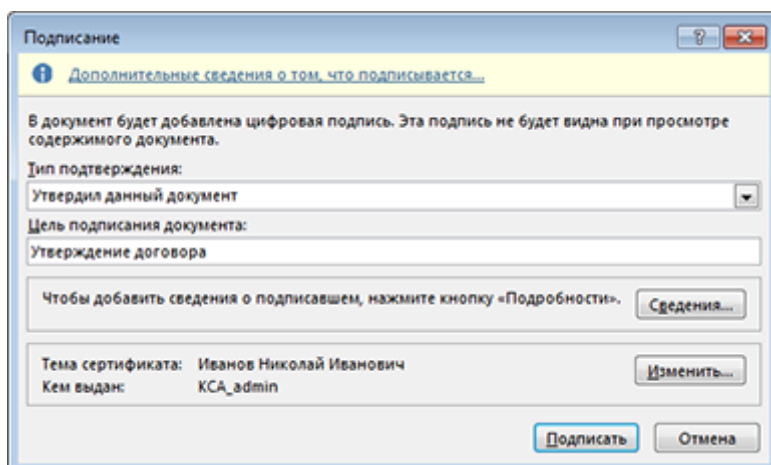 Подписание
Дополнительные сведения о том, что подписывается...
В документ будет добавлена цифровая подпись. Эта подпись не будет видна при просмотре
содержимого документа.
Тип подтверждения:
Утвердил данный документ
Цель подписания документа:
Утверждение договора
Чтобы добавить сведения о подписавшем, нажмите кнопку «Подробности».
Сведения...
Тема сертификата: Иванов Николай Иванович
Изменить...
Кем выдан: KCA_admin
Подписать Отмена